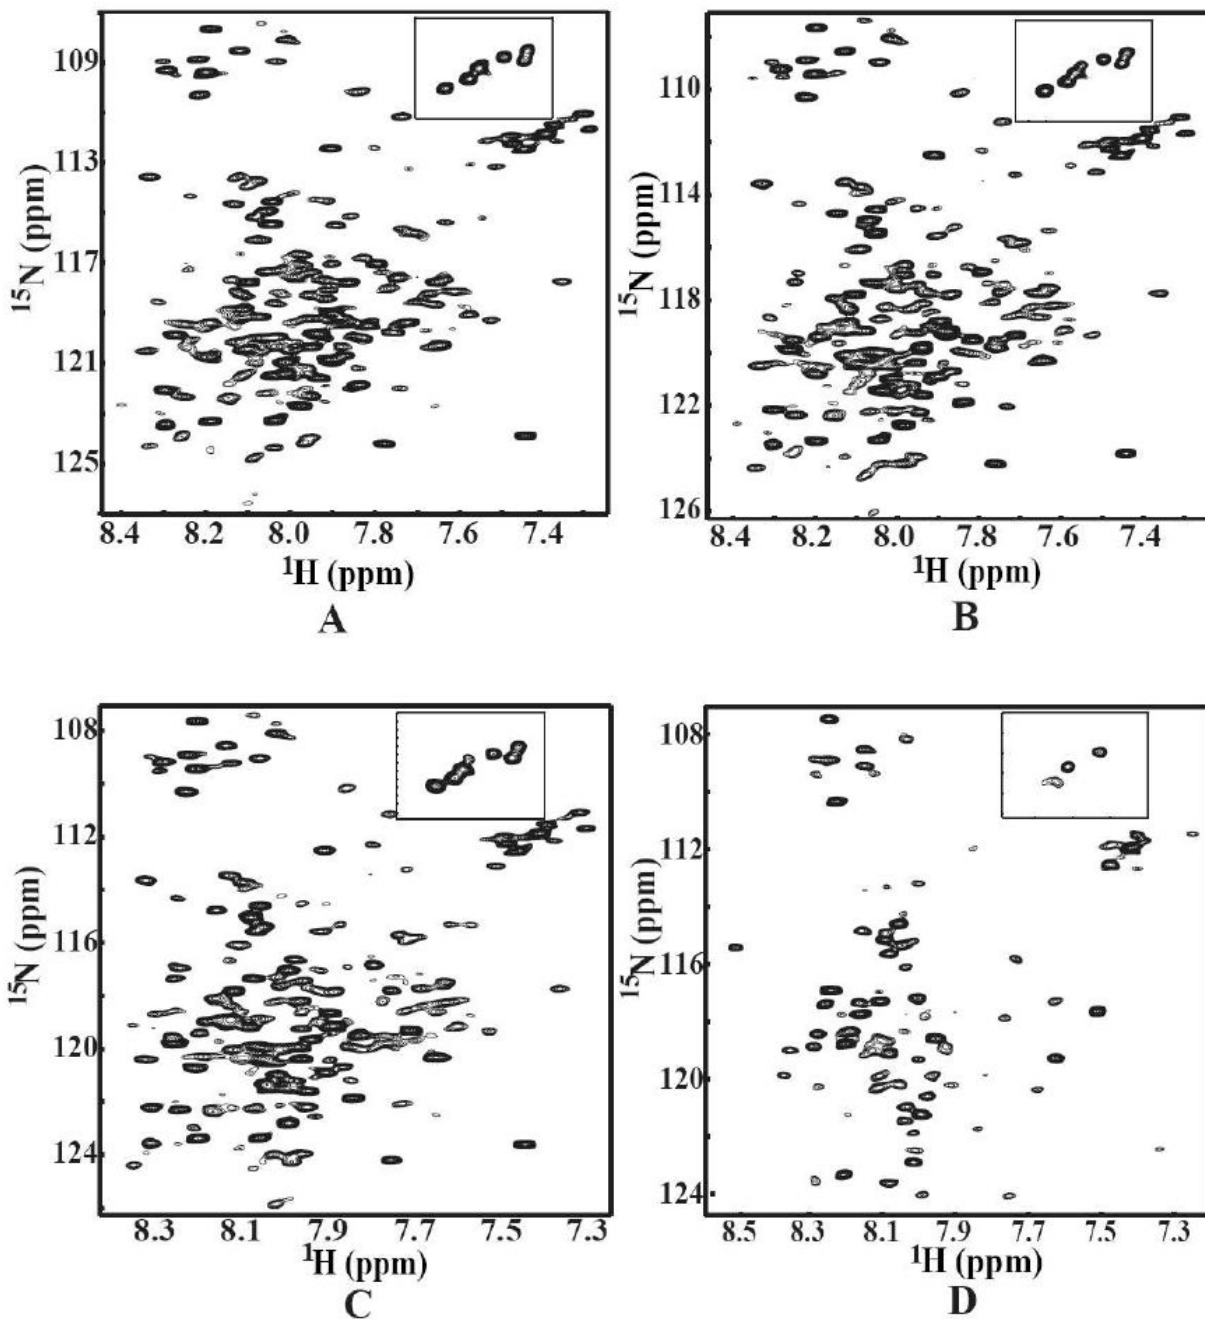 109
113
117
121
125
¹⁵N (ppm)
8.4 8.2 8.0 7.8 7.6 7.4
¹H (ppm)
A
110
114
118
122
126
¹⁵N (ppm)
8.4 8.2 8.0 7.8 7.6 7.4
¹H (ppm)
B
108
112
116
120
124
¹⁵N (ppm)
8.3 8.1 7.9 7.7 7.5 7.3
¹H (ppm)
C
108
112
116
120
124
¹⁵N (ppm)
8.5 8.3 8.1 7.9 7.7 7.5 7.3
¹H (ppm)
D